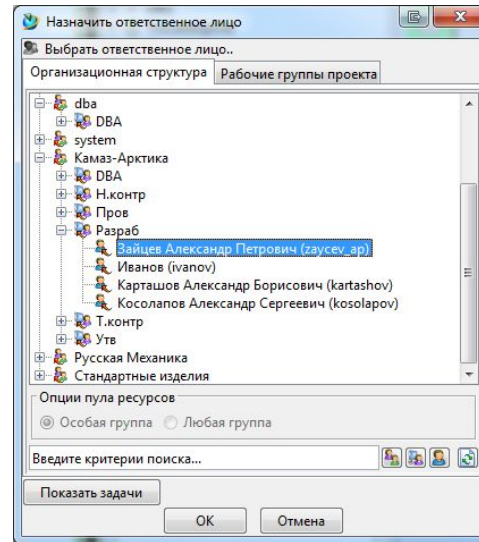 Назначить ответственное лицо
Выбрать ответственное лицо..
Организационная структура Рабочие группы проекта
dba
DBA
system
Камаз-Арктика
DBA
Н.контр
Пров
Разраб
Зайцев Александр Петрович (zaycev_ap)
Иванов (ivanov)
Карташов Александр Борисович (kartashov)
Косолапов Александр Сергеевич (kosolapov)
Т.контр
Утв
Русская Механика
Стандартные изделия
Опции пула ресурсов
Особая группа Любая группа
Введите критерии поиска...
Показать задачи
ОК Отмена